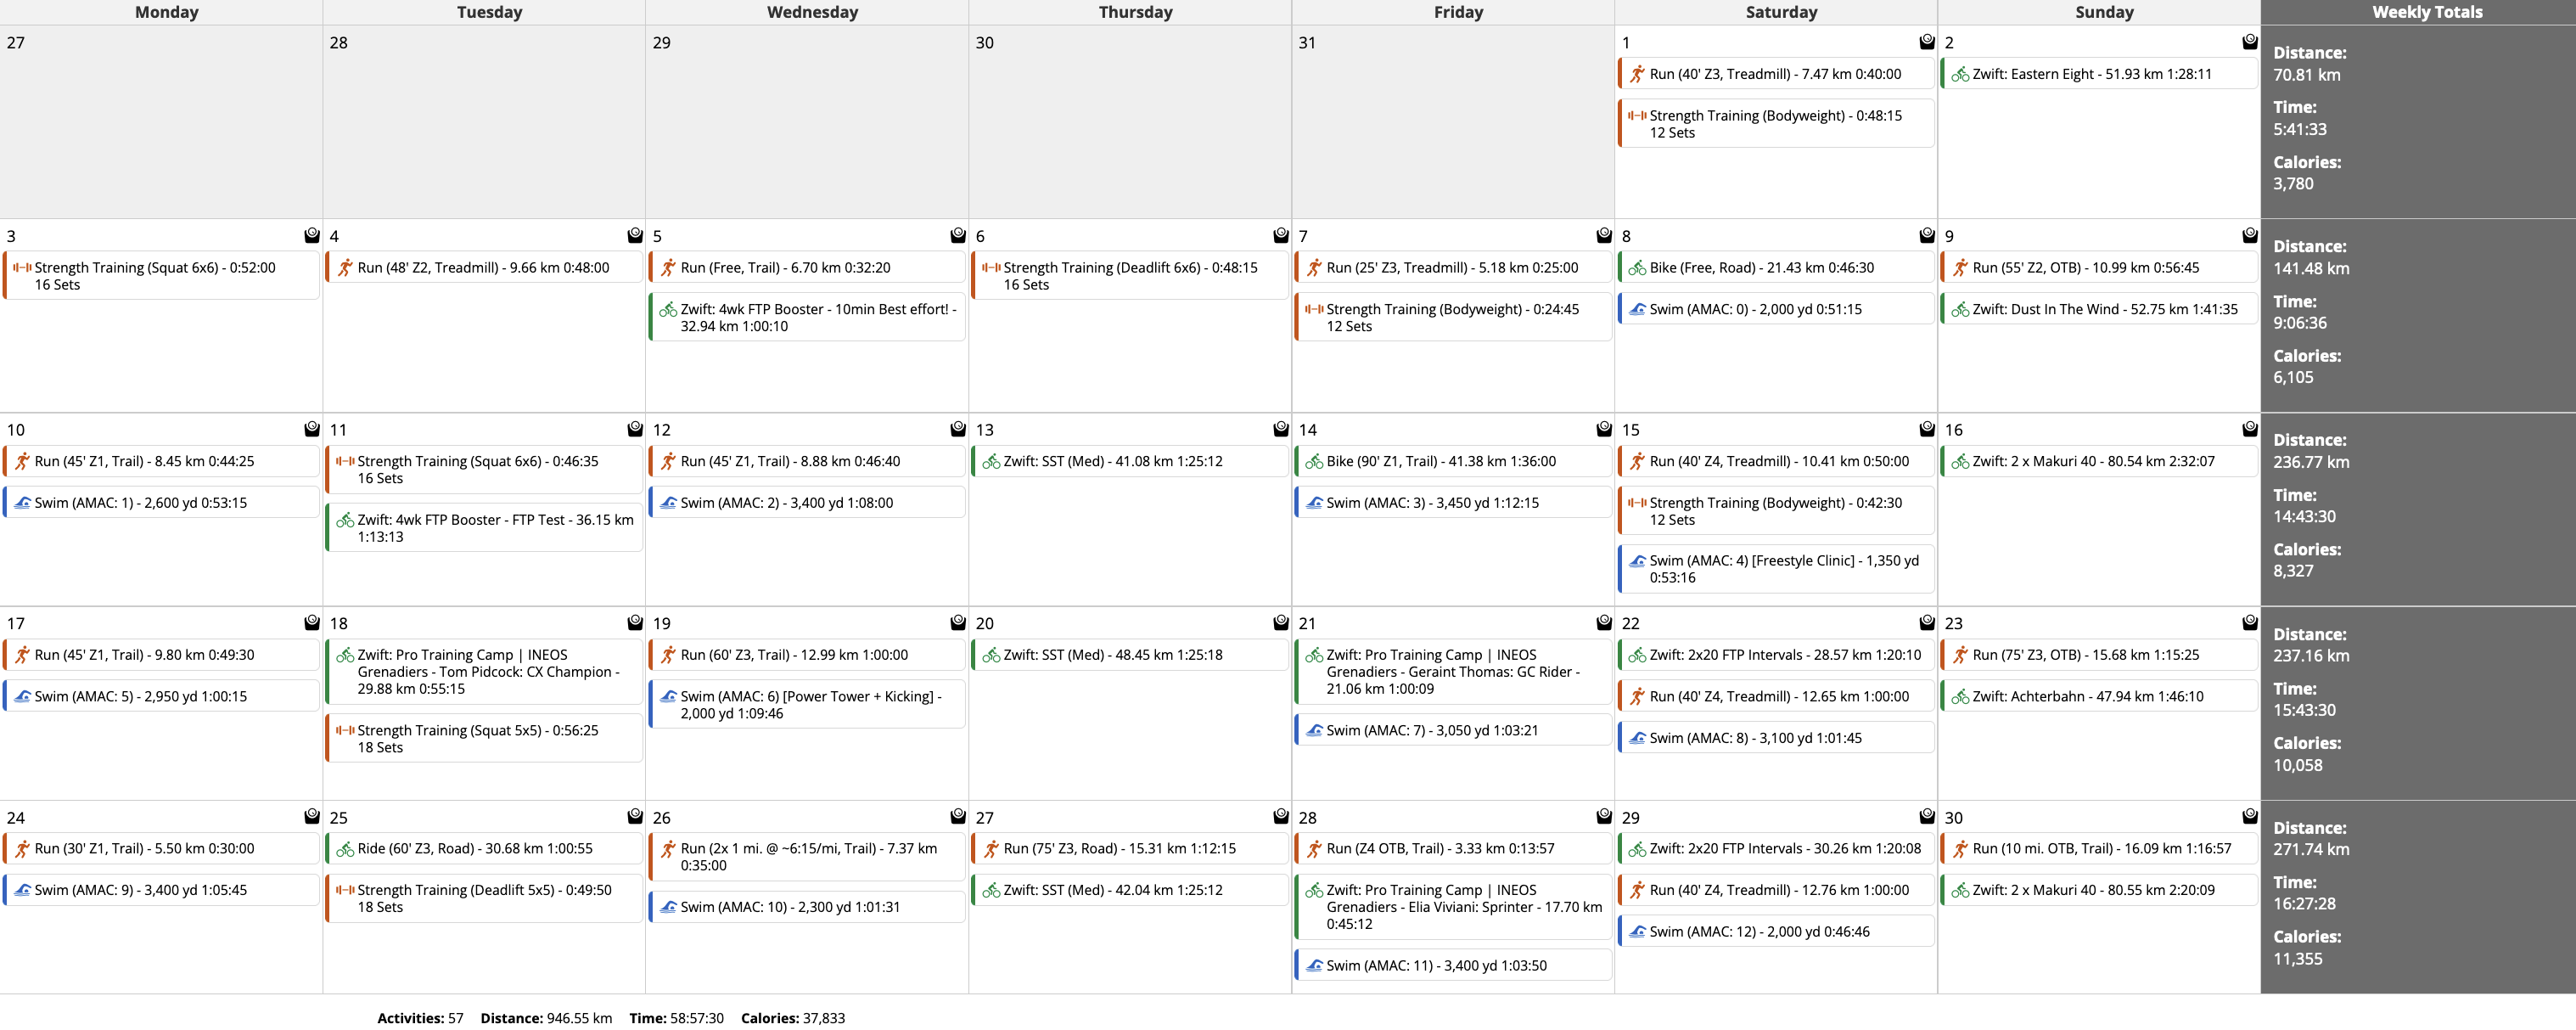 Monday Tuesday Wednesday Thursday Friday Saturday Sunday Weekly Totals
27
28
29
30
31
1
Run (40' Z3, Treadmill) - 7.47 km 0:40:00
Strength Training (Bodyweight) - 0:48:15
12 Sets
2
Zwift: Eastern Eight - 51.93 km 1:28:11
Distance:
70.81 km
Time:
5:41:33
Calories:
3,780
3
Strength Training (Squat 6x6) - 0:52:00
16 Sets
4
Run (48' Z2, Treadmill) - 9.66 km 0:48:00
5
Run (Free, Trail) - 6.70 km 0:32:20
Zwift: 4wk FTP Booster - 10min Best effort! -
32.94 km 1:00:10
6
Strength Training (Deadlift 6x6) - 0:48:15
16 Sets
7
Run (25' Z3, Treadmill) - 5.18 km 0:25:00
Strength Training (Bodyweight) - 0:24:45
12 Sets
8
Bike (Free, Road) - 21.43 km 0:46:30
Swim (AMAC: 0) - 2,000 yd 0:51:15
9
Run (55' Z2, OTB) - 10.99 km 0:56:45
Zwift: Dust In The Wind - 52.75 km 1:41:35
Distance:
141.48 km
Time:
9:06:36
Calories:
6,105
10
Run (45' Z1, Trail) - 8.45 km 0:44:25
Swim (AMAC: 1) - 2,600 yd 0:53:15
11
Strength Training (Squat 6x6) - 0:46:35
16 Sets
Zwift: 4wk FTP Booster - FTP Test - 36.15 km
1:13:13
12
Run (45' Z1, Trail) - 8.88 km 0:46:40
Swim (AMAC: 2) - 3,400 yd 1:08:00
13
Zwift: SST (Med) - 41.08 km 1:25:12
14
Bike (90' Z1, Trail) - 41.38 km 1:36:00
Swim (AMAC: 3) - 3,450 yd 1:12:15
15
Run (40' Z4, Treadmill) - 10.41 km 0:50:00
Strength Training (Bodyweight) - 0:42:30
12 Sets
Swim (AMAC: 4) [Freestyle Clinic] - 1,350 yd
0:53:16
16
Zwift: 2 x Makuri 40 - 80.54 km 2:32:07
Distance:
236.77 km
Time:
14:43:30
Calories:
8,327
17
Run (45' Z1, Trail) - 9.80 km 0:49:30
Swim (AMAC: 5) - 2,950 yd 1:00:15
18
Zwift: Pro Training Camp | INEOS
Grenadiers - Tom Pidcock: CX Champion -
29.88 km 0:55:15
Strength Training (Squat 5x5) - 0:56:25
18 Sets
19
Run (60' Z3, Trail) - 12.99 km 1:00:00
Swim (AMAC: 6) [Power Tower + Kicking] -
2,000 yd 1:09:46
20
Zwift: SST (Med) - 48.45 km 1:25:18
21
Zwift: Pro Training Camp | INEOS
Grenadiers - Geraint Thomas: GC Rider -
21.06 km 1:00:09
Swim (AMAC: 7) - 3,050 yd 1:03:21
22
Zwift: 2x20 FTP Intervals - 28.57 km 1:20:10
Run (40' Z4, Treadmill) - 12.65 km 1:00:00
Swim (AMAC: 8) - 3,100 yd 1:01:45
23
Run (75' Z3, OTB) - 15.68 km 1:15:25
Zwift: Achterbahn - 47.94 km 1:46:10
Distance:
237.16 km
Time:
15:43:30
Calories:
10,058
24
Run (30' Z1, Trail) - 5.50 km 0:30:00
Swim (AMAC: 9) - 3,400 yd 1:05:45
25
Ride (60' Z3, Road) - 30.68 km 1:00:55
Strength Training (Deadlift 5x5) - 0:49:50
18 Sets
26
Run (2x 1 mi. @ ~6:15/mi, Trail) - 7.37 km
0:35:00
Swim (AMAC: 10) - 2,300 yd 1:01:31
27
Run (75' Z3, Road) - 15.31 km 1:12:15
Zwift: SST (Med) - 42.04 km 1:25:12
28
Run (Z4 OTB, Trail) - 3.33 km 0:13:57
Zwift: Pro Training Camp | INEOS
Grenadiers - Elia Viviani: Sprinter - 17.70 km
0:45:12
Swim (AMAC: 11) - 3,400 yd 1:03:50
29
Zwift: 2x20 FTP Intervals - 30.26 km 1:20:08
Run (40' Z4, Treadmill) - 12.76 km 1:00:00
Swim (AMAC: 12) - 2,000 yd 0:46:46
30
Run (10 mi. OTB, Trail) - 16.09 km 1:16:57
Zwift: 2 x Makuri 40 - 80.55 km 2:20:09
Distance:
271.74 km
Time:
16:27:28
Calories:
11,355
Activities: 57 Distance: 946.55 km Time: 58:57:30 Calories: 37,833